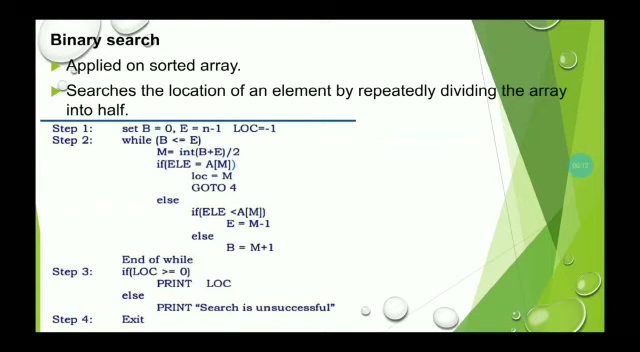 Binary search
Applied on sorted array.
Searches the location of an element by repeatedly dividing the array
into half.
Step 1: set B = 0, E = n-1 LOC=-1
Step 2: while (B <= E)
M= int(B+E)/2
if(ELE = A[M])
loc = M
GOTO 4
else
if(ELE <A[M])
E = M-1
else
B = M+1
End of while
Step 3: if(LOC >= 0)
PRINT LOC
else
PRINT "Search is unsuccessful"
Step 4: Exit